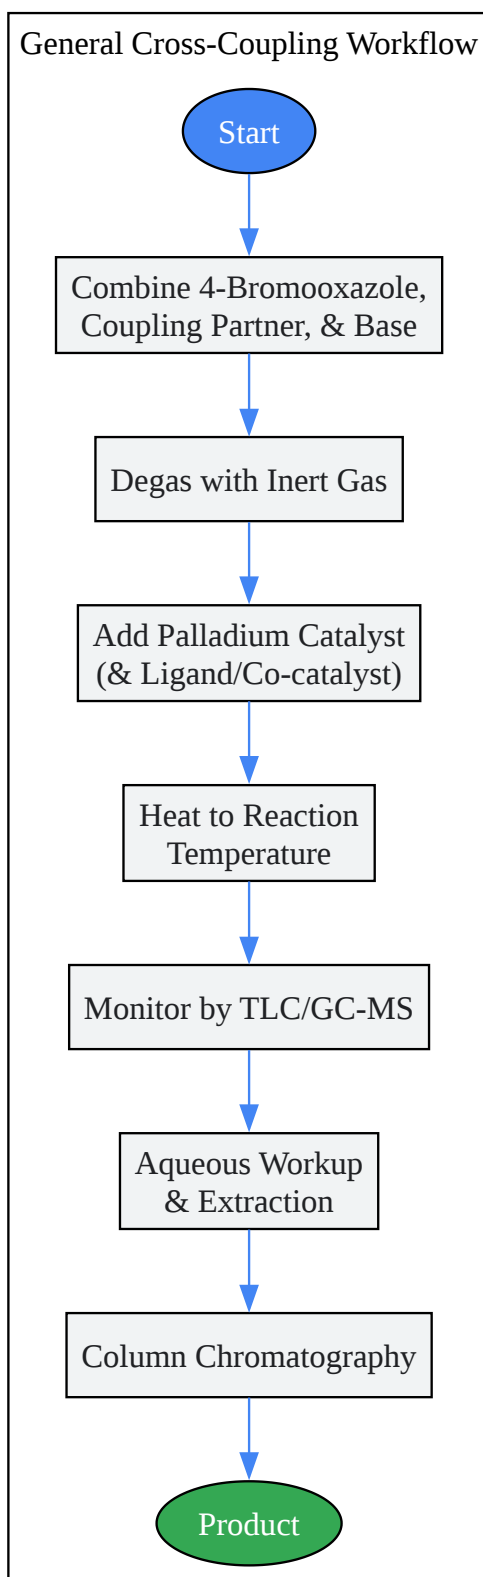 General Cross-Coupling Workflow
Start
Combine 4-Bromooxazole,
Coupling Partner, & Base
Degas with Inert Gas
Add Palladium Catalyst
(& Ligand/Co-catalyst)
Heat to Reaction
Temperature
Monitor by TLC/GC-MS
Aqueous Workup
& Extraction
Column Chromatography
Product